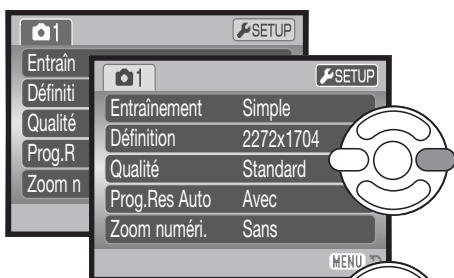 1 SETUP
Entraîn
Définiti
Qualité
Prog.R
Zoom n
1 SETUP
Entraînement Simple
Définition 2272x1704
Qualité Standard
Prog.Res Auto Avec
Zoom numéri. Sans
MENU